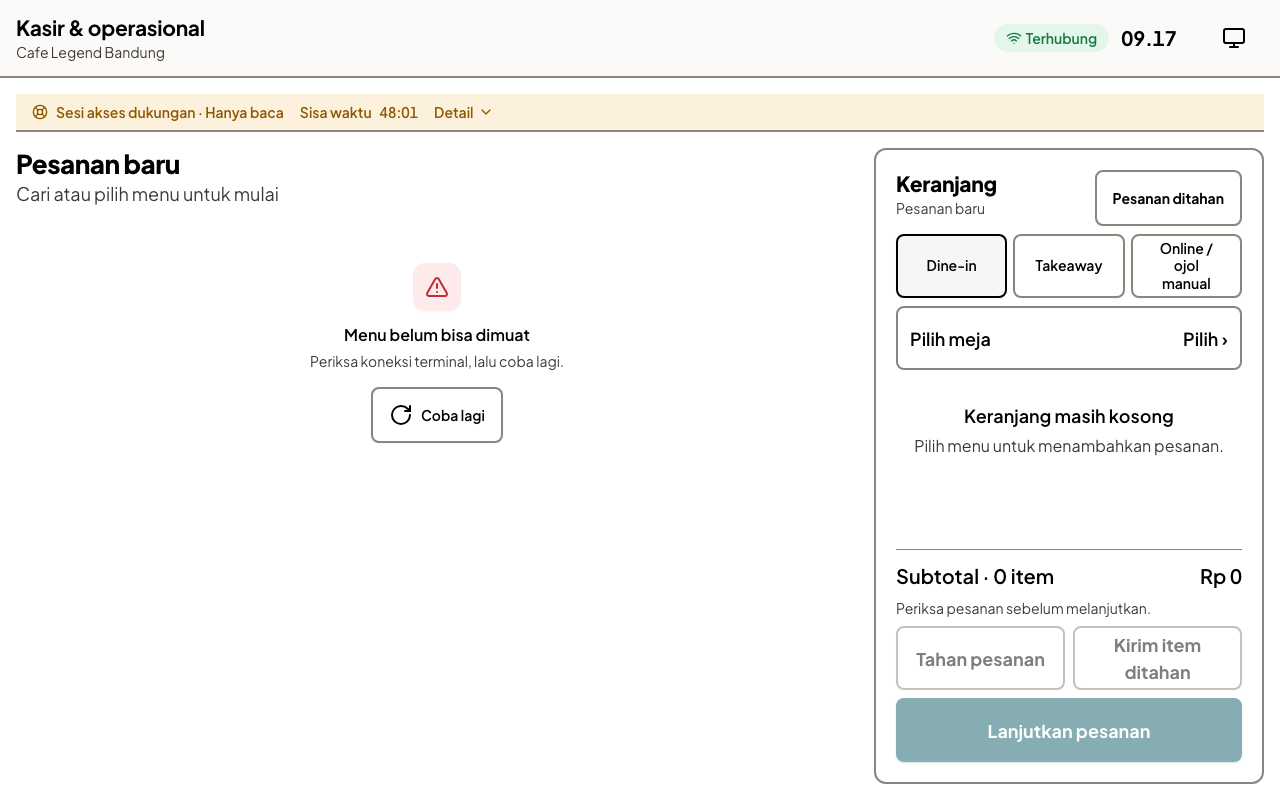 Kasir & operasional
Cafe Legend Bandung
Terhubung
09.17
Sesi akses dukungan · Hanya baca
Sisa waktu 48:01
Detail
Pesanan baru
Cari atau pilih menu untuk mulai
Menu belum bisa dimuat
Periksa koneksi terminal, lalu coba lagi.
Coba lagi
Keranjang
Pesanan baru
Pesanan ditahan
Dine-in
Takeaway
Online /
ojol
manual
Pilih meja
Pilih ›
Keranjang masih kosong
Pilih menu untuk menambahkan pesanan.
Subtotal · 0 item
Rp 0
Periksa pesanan sebelum melanjutkan.
Tahan pesanan
Kirim item
ditahan
Lanjutkan pesanan